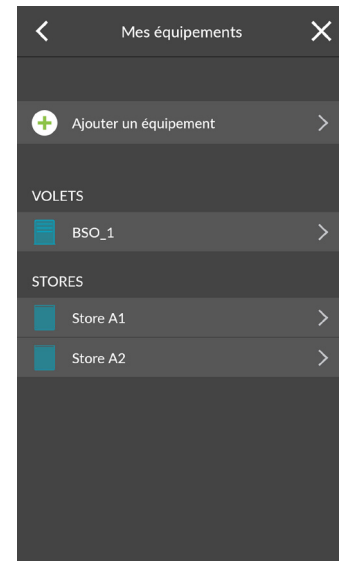 Mes équipements
Ajouter un équipement
VOLETS
BSO_1
STORES
Store A1
Store A2